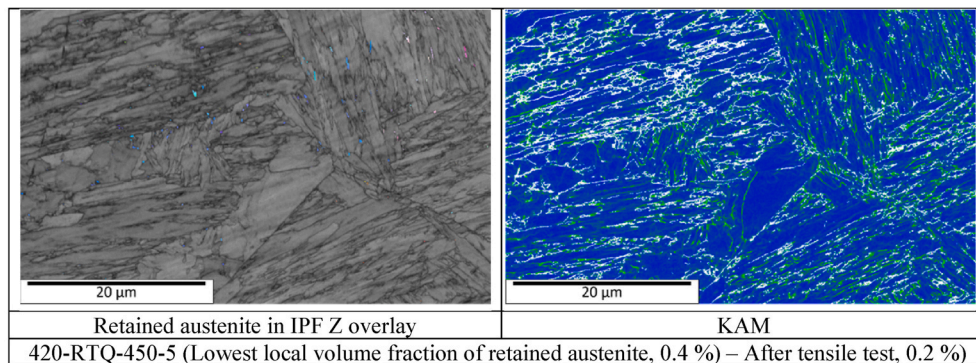 20 µm
20 µm
Retained austenite in IPF Z overlay
KAM
420-RTQ-450-5 (Lowest local volume fraction of retained austenite, 0.4 %) – After tensile test, 0.2 %)